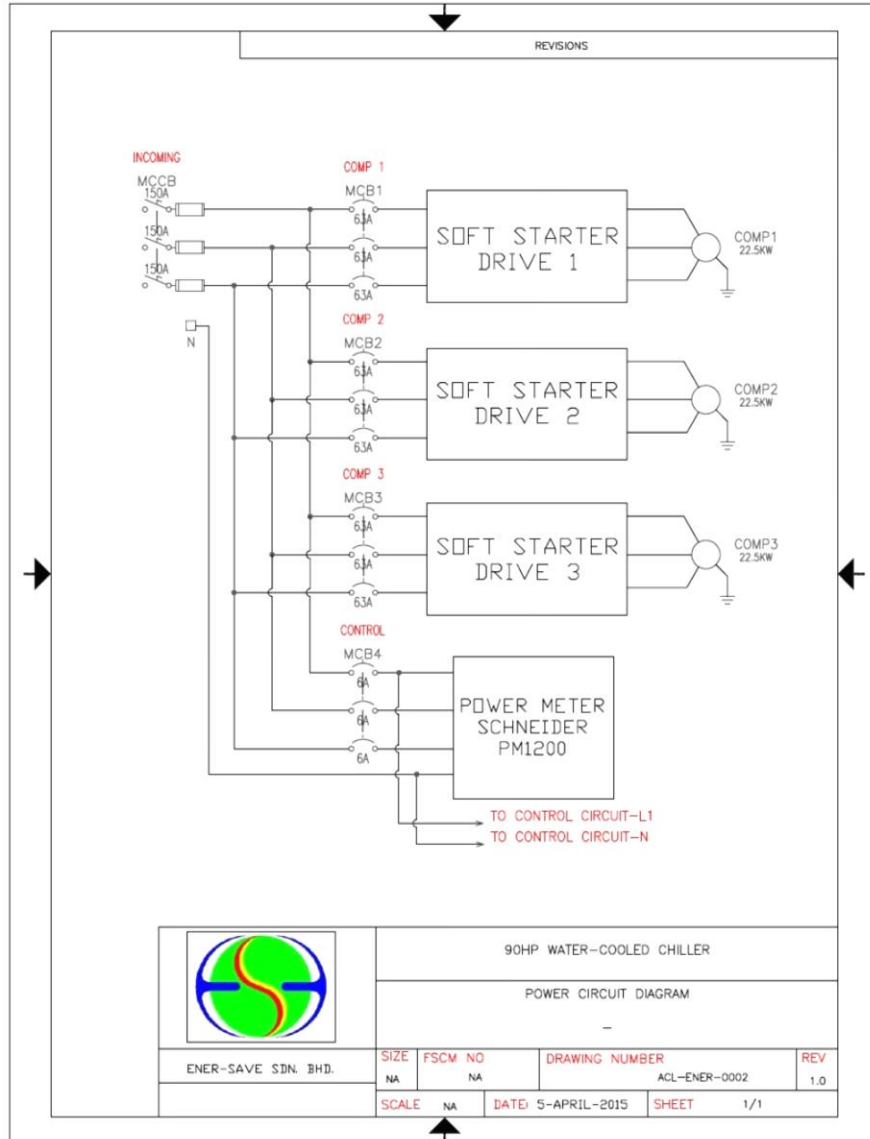 REVISIONS
INCOMING
MCCB
150A
150A
150A
N
COMP 1
MCB1
63A
63A
63A
SOFT STARTER
DRIVE 1
COMP1
22.5KW
COMP 2
MCB2
63A
63A
63A
SOFT STARTER
DRIVE 2
COMP2
22.5KW
COMP 3
MCB3
63A
63A
63A
SOFT STARTER
DRIVE 3
COMP3
22.5KW
CONTROL
MCB4
6A
6A
6A
POWER METER
SCHNEIDER
PM1200
TO CONTROL CIRCUIT-L1
TO CONTROL CIRCUIT-N
90HP WATER-COOLED CHILLER
POWER CIRCUIT DIAGRAM
-
ENER-SAVE SDN. BHD.
SIZE
NA
FSCM NO
NA
DRAWING NUMBER
ACL-ENER-0002
REV
1.0
SCALE NA
DATE: 5-APRIL-2015
SHEET 1/1